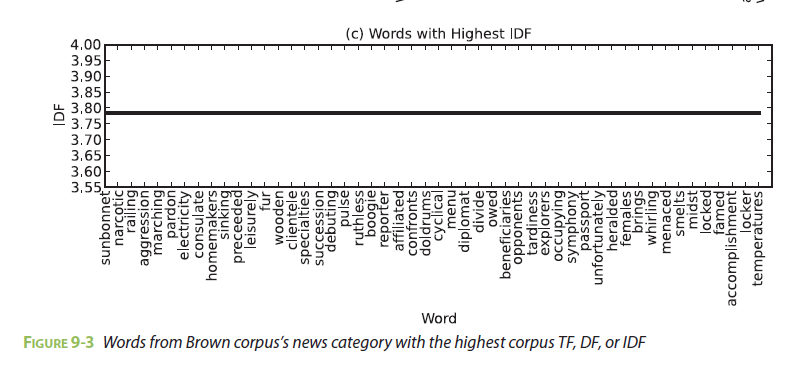 (c) Words with Highest IDF
4.00
3.95
3.90
3.85
3.80
3.75
3.70
3.65
3.60
3.55
IDF
sunbonnet
narcotic
railing
aggression
marching
pardon
electricity
consulate
homemakers
sinking
preceeded
leisurely
fur
wooden
clientele
specialties
succession
debuting
pulse
ruthless
boogie
reporter
affiliated
confronts
doldrums
cyclical
menu
diplomat
divide
owed
beneficiaries
opponents
tardiness
explorers
occupying
symphony
passport
unfortunately
heralded
females
brings
whirling
menaced
smelts
midst
locked
famed
accomplishment
locker
temperatures
Word
FIGURE 9-3 Words from Brown corpus's news category with the highest corpus TF, DF, or IDF